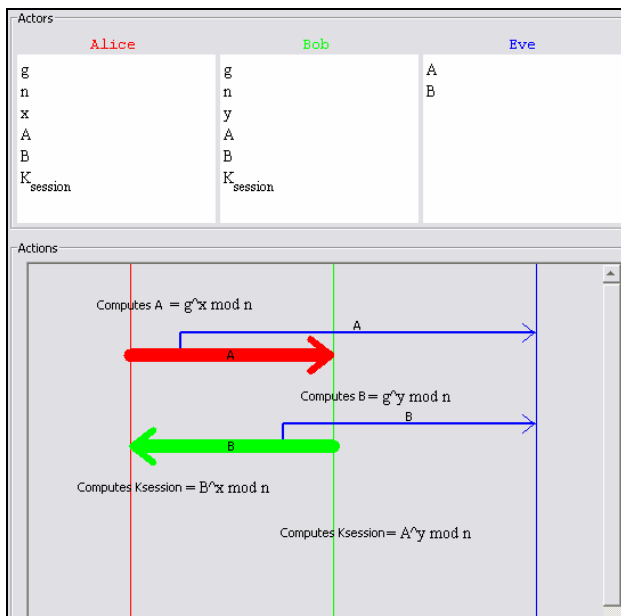 Actors
Alice Bob Eve
g g A
n n B
x y
A A
B B
Ksession Ksession
Actions
Computes A = g^x mod n
A
A
Computes B = g^y mod n
B
B
Computes Ksession = B^x mod n
Computes Ksession = A^y mod n